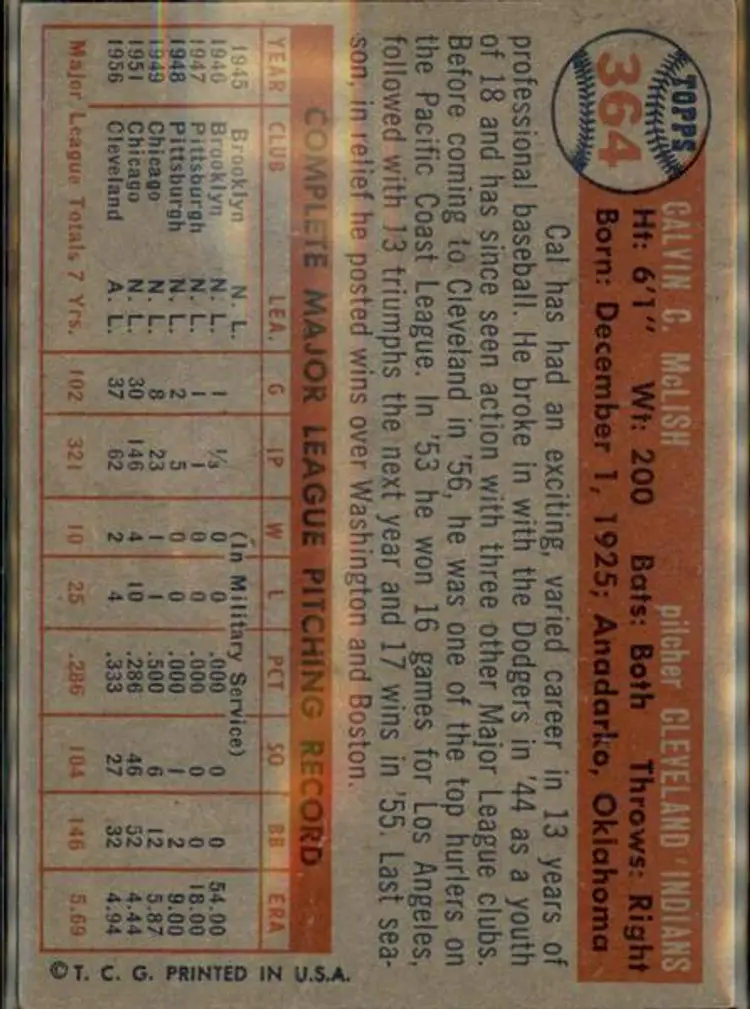 TOPPS
364
CALVIN C. McLISH pitcher CLEVELAND INDIANS
Ht: 6'1" Wt: 200 Bats: Both Throws: Right
Born: December 1, 1925; Anadarko, Oklahoma
Cal has had an exciting, varied career in 13 years of
professional baseball. He broke in with the Dodgers in '44 as a youth
of 18 and has since seen action with three other Major League clubs.
Before coming to Cleveland in '56, he was one of the top hurlers on
the Pacific Coast League. In '53 he won 16 games for Los Angeles,
followed with 13 triumphs the next year and 17 wins in '55. Last sea-
son, in relief he posted wins over Washington and Boston.
COMPLETE MAJOR LEAGUE PITCHING RECORD
YEAR CLUB LEA. G IP W L PCT SO BB ERA
1945 Brooklyn N. L. (In Military Service)
1946 Brooklyn N. L. 1 1/3 0 0 .000 0 0 54.00
1947 Pittsburgh N. L. 1 1 0 0 .000 0 0 18.00
1948 Pittsburgh N. L. 2 5 0 0 .000 1 2 9.00
1949 Chicago N. L. 8 23 1 1 .500 6 12 5.87
1951 Chicago N. L. 30 146 4 10 .286 46 52 4.44
1956 Cleveland A. L. 37 62 2 4 .333 27 32 4.94
Major League Totals 7 Yrs. 102 321 10 25 .286 104 146 5.69
© T. C. G. PRINTED IN U.S.A.